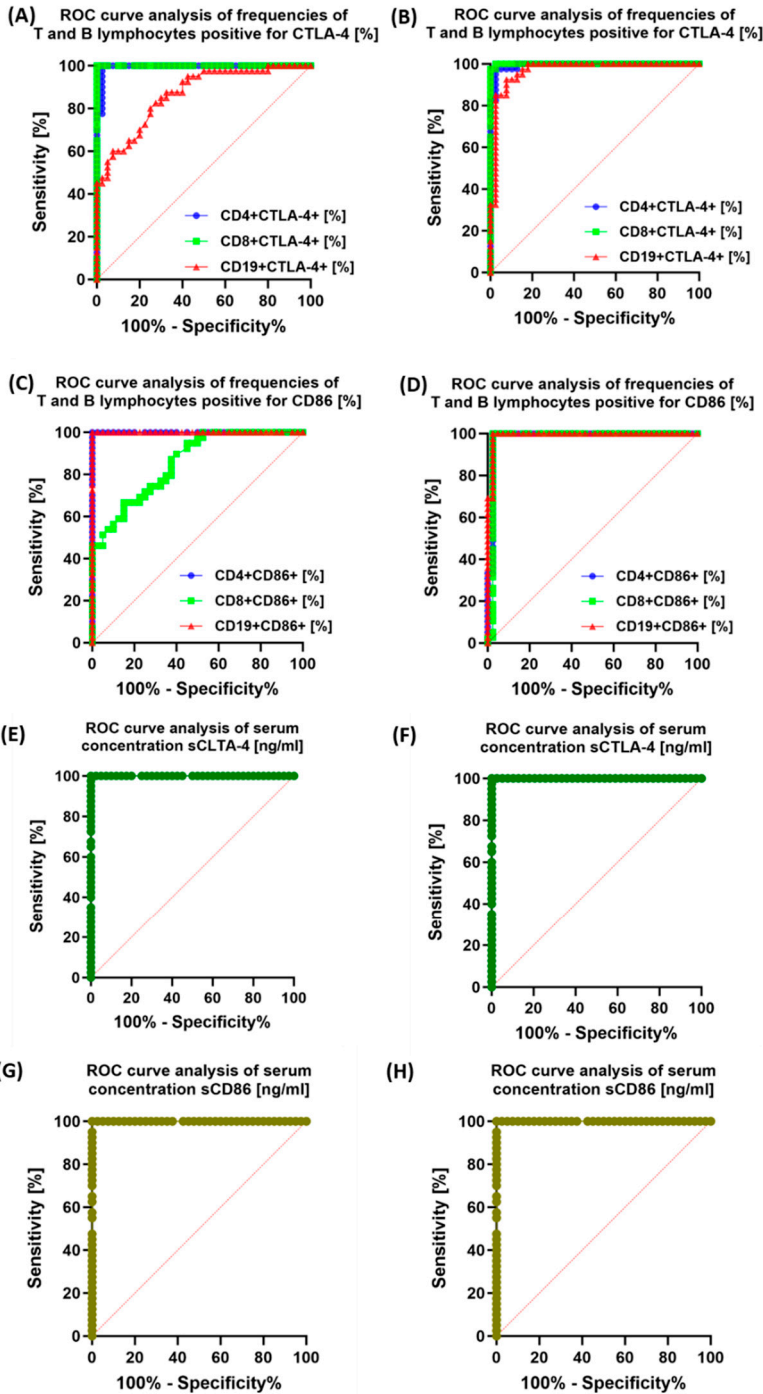 (A)
ROC curve analysis of frequencies of
T and B lymphocytes positive for CTLA-4 [%]
Sensitivity [%]
100
80
60
40
20
0
CD4+CTLA-4+ [%]
CD8+CTLA-4+ [%]
CD19+CTLA-4+ [%]
0 20 40 60 80 100
100% - Specificity%
(B)
ROC curve analysis of frequencies of
T and B lymphocytes positive for CTLA-4 [%]
Sensitivity [%]
100
80
60
40
20
0
CD4+CTLA-4+ [%]
CD8+CTLA-4+ [%]
CD19+CTLA-4+ [%]
0 20 40 60 80 100
100% - Specificity%
(C)
ROC curve analysis of frequencies of
T and B lymphocytes positive for CD86 [%]
Sensitivity [%]
100
80
60
40
20
0
CD4+CD86+ [%]
CD8+CD86+ [%]
CD19+CD86+ [%]
0 20 40 60 80 100
100% - Specificity%
(D)
ROC curve analysis of frequencies of
T and B lymphocytes positive for CD86 [%]
Sensitivity [%]
100
80
60
40
20
0
CD4+CD86+ [%]
CD8+CD86+ [%]
CD19+CD86+ [%]
0 20 40 60 80 100
100% - Specificity%
(E)
ROC curve analysis of serum
concentration sCLTA-4 [ng/ml]
Sensitivity [%]
100
80
60
40
20
0
0 20 40 60 80 100
100% - Specificity%
(F)
ROC curve analysis of serum
concentration sCTLA-4 [ng/ml]
Sensitivity [%]
100
80
60
40
20
0
0 20 40 60 80 100
100% - Specificity%
(G)
ROC curve analysis of serum
concentration sCD86 [ng/ml]
Sensitivity [%]
100
80
60
40
20
0
0 20 40 60 80 100
100% - Specificity%
(H)
ROC curve analysis of serum
concentration sCD86 [ng/ml]
Sensitivity [%]
100
80
60
40
20
0
0 20 40 60 80 100
100% - Specificity%